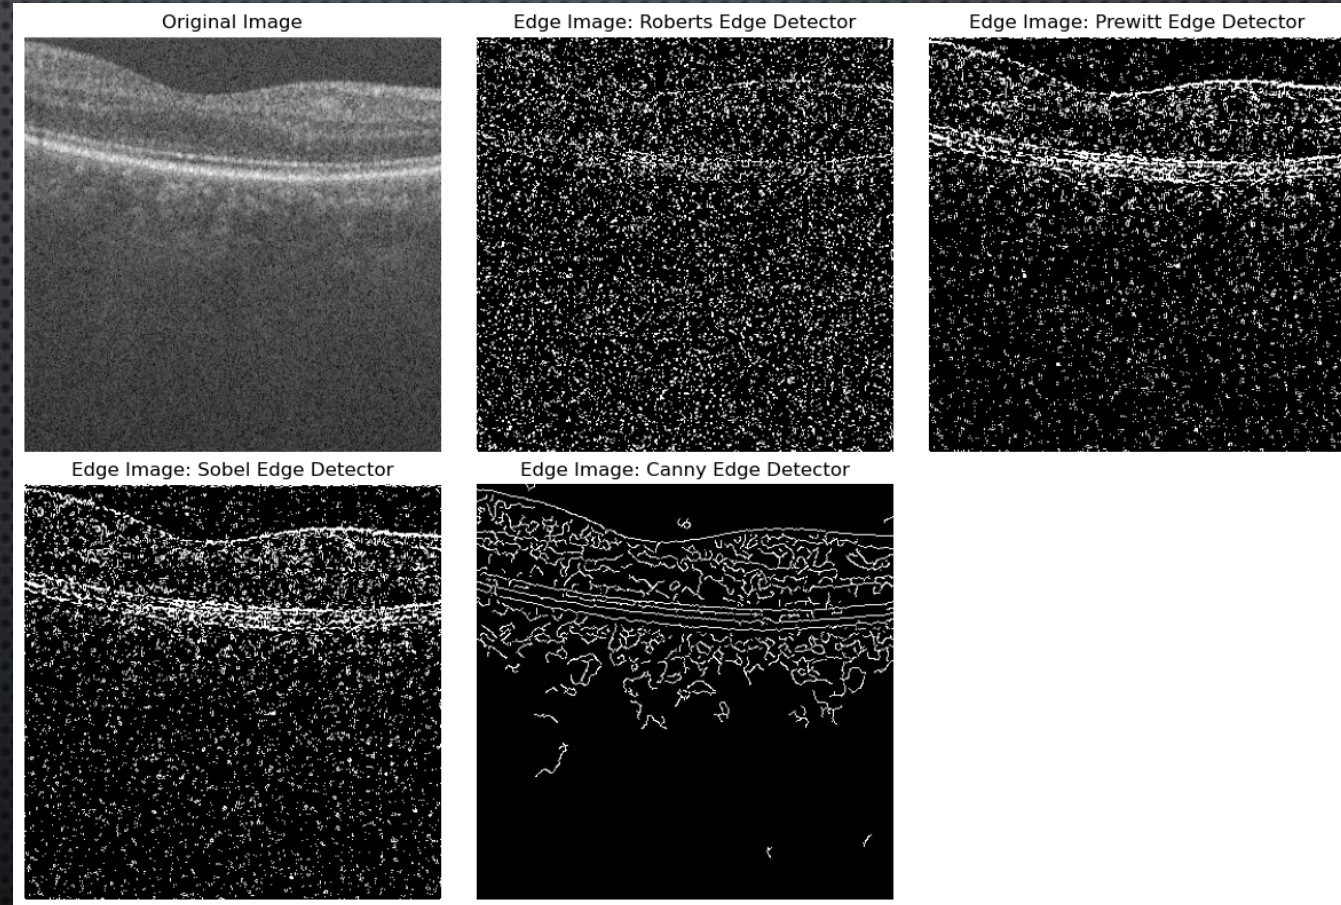 Original Image
Edge Image: Roberts Edge Detector
Edge Image: Prewitt Edge Detector
Edge Image: Sobel Edge Detector
Edge Image: Canny Edge Detector